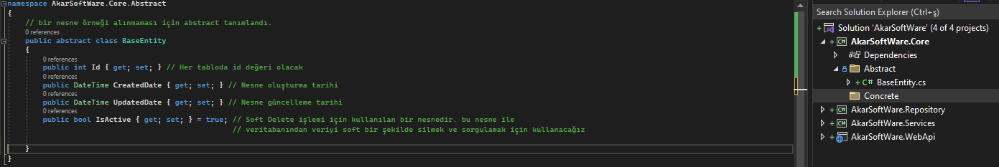 namespace AkarSoftWare.Core.Abstract
{
// bir nesne örneği alınmaması için abstract tanımlandı.
0 references
public abstract class BaseEntity
{
0 references
public int Id { get; set; } // Her tabloda id değeri olacak
0 references
public DateTime CreatedDate { get; set; } // Nesne oluşturma tarihi
0 references
public DateTime UpdatedDate { get; set; } // Nesne güncelleme tarihi
0 references
public bool IsActive { get; set; } = true; // Soft Delete işlemi için kullanılan bir nesnedir. bu nesne ile
// veritabanından veriyi soft bir şekilde silmek ve sorgulamak için kullanacağız
}
}
Search Solution Explorer (Ctrl+ş)
Solution 'AkarSoftWare' (4 of 4 projects)
AkarSoftWare.Core
Dependencies
Abstract
C# BaseEntity.cs
Concrete
AkarSoftWare.Repository
AkarSoftWare.Services
AkarSoftWare.WebApi